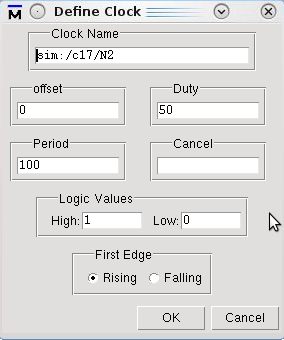 Define Clock
Clock Name
sim:/c17/N2
offset Duty
0 50
Period Cancel
100
Logic Values
High: 1 Low: 0
First Edge
Rising Falling
OK Cancel